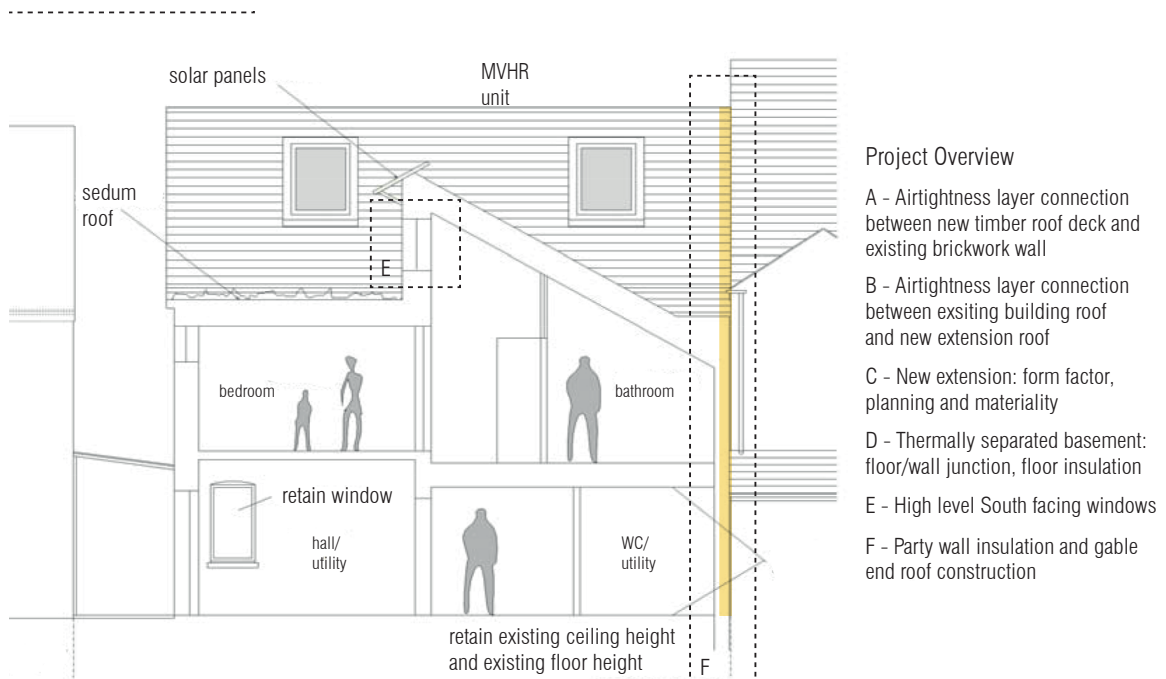 solar panels
MVHR
unit
sedum
roof
E
bedroom
bathroom
retain window
hall/
utility
WC/
utility
retain existing ceiling height
and existing floor height
F
Project Overview
A - Airtightness layer connection
between new timber roof deck and
existing brickwork wall
B - Airtightness layer connection
between exsiting building roof
and new extension roof
C - New extension: form factor,
planning and materiality
D - Thermally separated basement:
floor/wall junction, floor insulation
E - High level South facing windows
F - Party wall insulation and gable
end roof construction